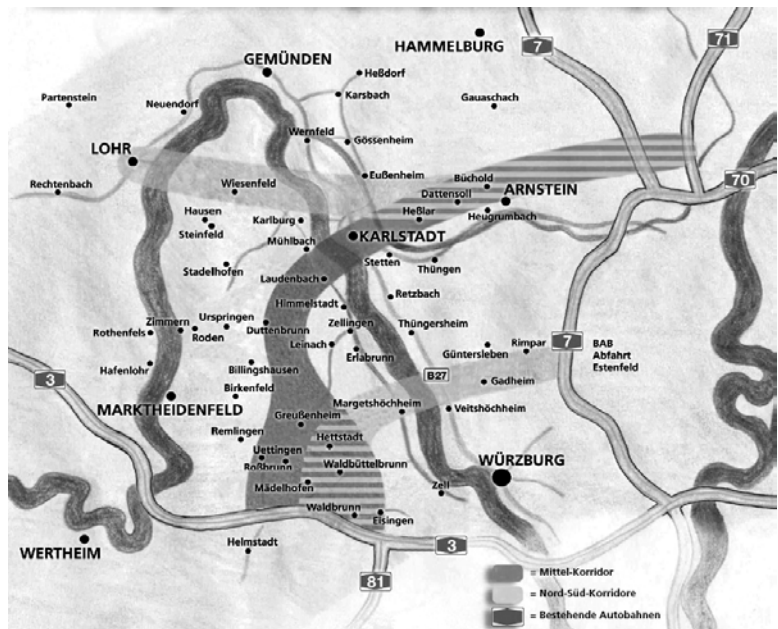 HAMMELBURG
7
71
GEMÜNDEN
Heßdorf
Karsbach
Gauaschach
Partenstein
Neuendorf
Wernfeld
Gössenheim
LOHR
Eußenheim
Büchold
70
Rechtenbach
Wiesenfeld
Dattensoll
ARNSTEIN
Hausen
Karlburg
Heßlar
Heugrumbach
Steinfeld
KARLSTADT
Mühlbach
Stetten
Thüngen
Stadelhofen
Laudenbach
Retzbach
Himmelstadt
Urspringen
Zimmern
Zellingen
Thüngersheim
Rothenfels
Roden
Duttenbrunn
Leinach
Erlabrunn
Güntersleben
Rimpar
7
BAB
Abfahrt
Estenfeld
Hafenlohr
Billingshausen
3
B27
Gadheim
Birkenfeld
MARKTHEIDENFELD
Margetshöchheim
Veitshöchheim
Greußenheim
Remlingen
Hettstadt
Uettingen
Roßbrunn
Waldbüttelbrunn
WÜRZBURG
Mädelhofen
Zell
Waldbrunn
Eisingen
WERTHEIM
Helmstadt
3
81
= Mittel-Korridor
= Nord-Süd-Korridore
= Bestehende Autobahnen